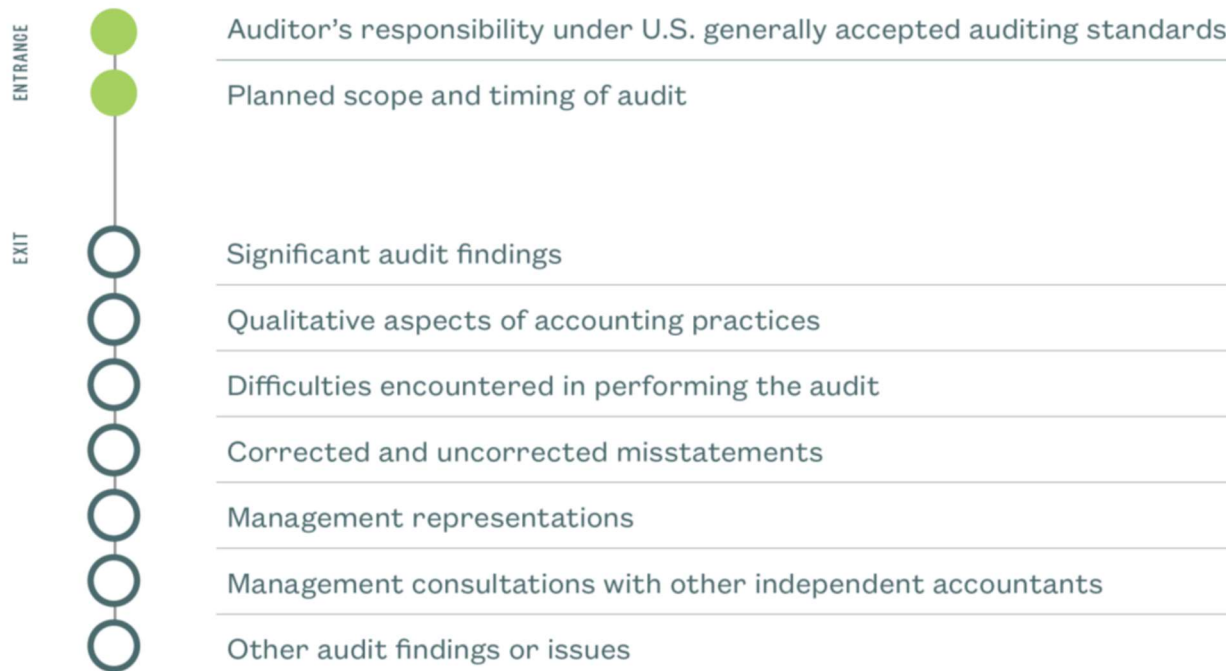 ENTRANCE
Auditor’s responsibility under U.S. generally accepted auditing standards
Planned scope and timing of audit
EXIT
Significant audit findings
Qualitative aspects of accounting practices
Difficulties encountered in performing the audit
Corrected and uncorrected misstatements
Management representations
Management consultations with other independent accountants
Other audit findings or issues